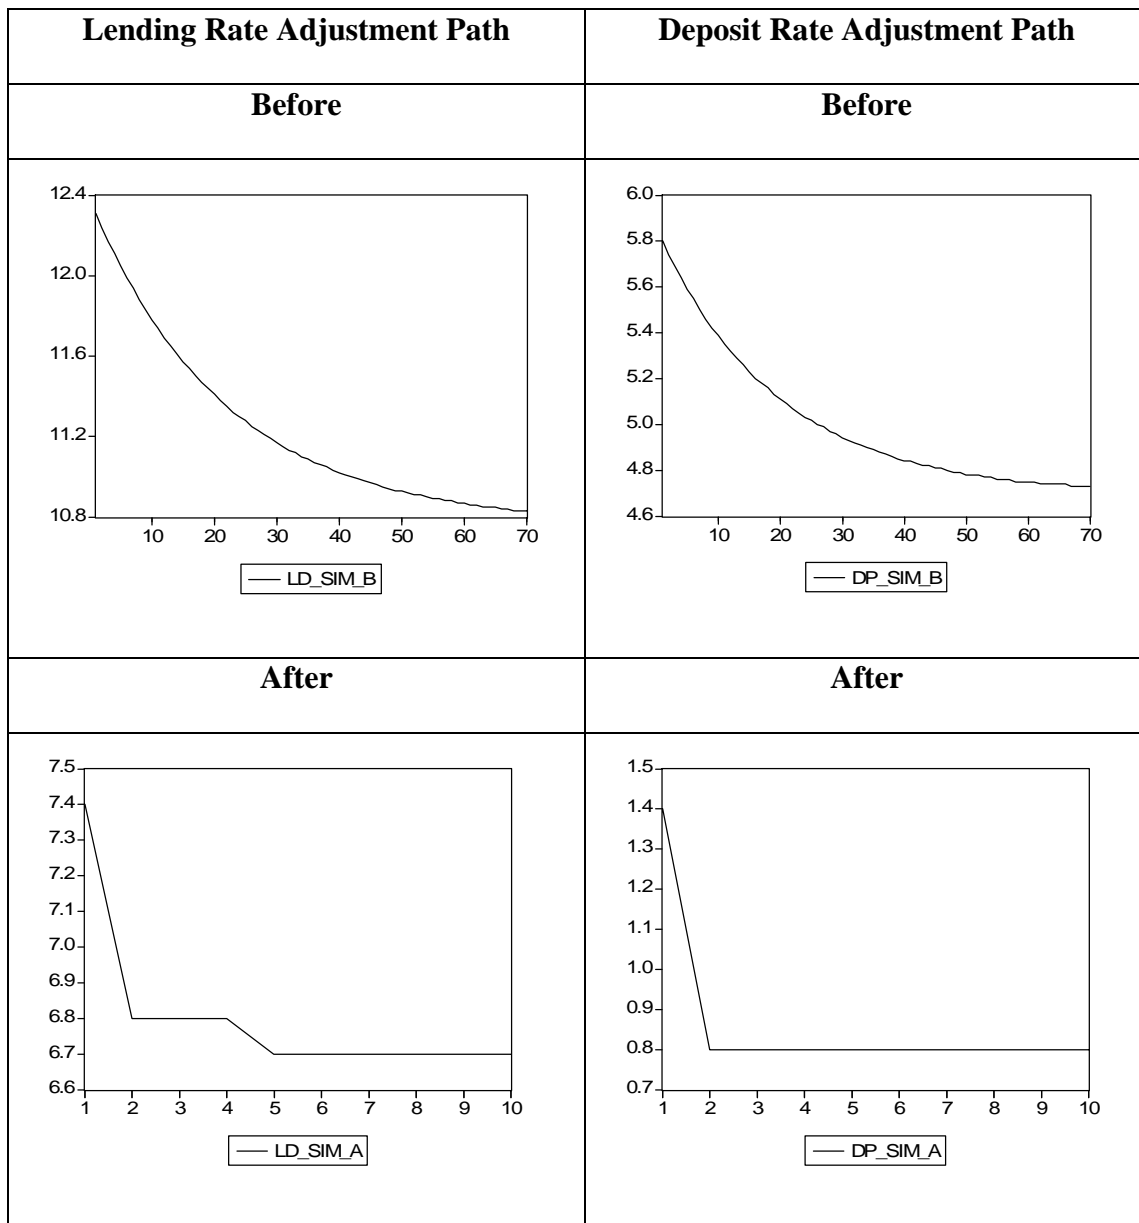 Lending Rate Adjustment Path
Deposit Rate Adjustment Path
Before
Before
12.4
12.0
11.6
11.2
10.8
10 20 30 40 50 60 70
LD_SIM_B
6.0
5.8
5.6
5.4
5.2
5.0
4.8
4.6
10 20 30 40 50 60 70
DP_SIM_B
After
After
7.5
7.4
7.3
7.2
7.1
7.0
6.9
6.8
6.7
6.6
1 2 3 4 5 6 7 8 9 10
LD_SIM_A
1.5
1.4
1.3
1.2
1.1
1.0
0.9
0.8
0.7
1 2 3 4 5 6 7 8 9 10
DP_SIM_A